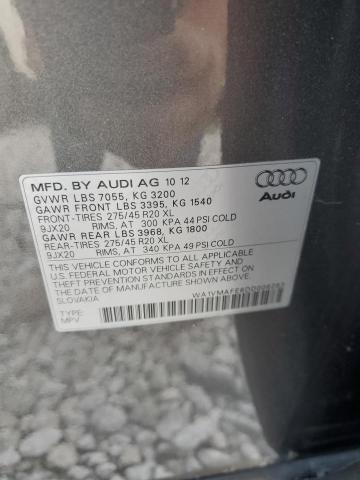 MFD. BY AUDI AG 10 12
GVWR LBS 7055, KG 3200
GAWR FRONT LBS 3395, KG 1540
FRONT-TIRES 275/45 R20 XL
9JX20 RIMS, AT 300 KPA 44 PSI COLD
GAWR REAR LBS 3968, KG 1800
REAR-TIRES 275/45 R20 XL
9JX20 RIMS, AT 340 KPA 49 PSI COLD
THIS VEHICLE CONFORMS TO ALL APPLICABLE
U.S. FEDERAL MOTOR VEHICLE SAFETY AND
THEFT PREVENTION STANDARDS IN EFFECT ON
THE DATE OF MANUFACTURE SHOWN ABOVE.
SLOVAKIA
TYPE:
MPV
Audi